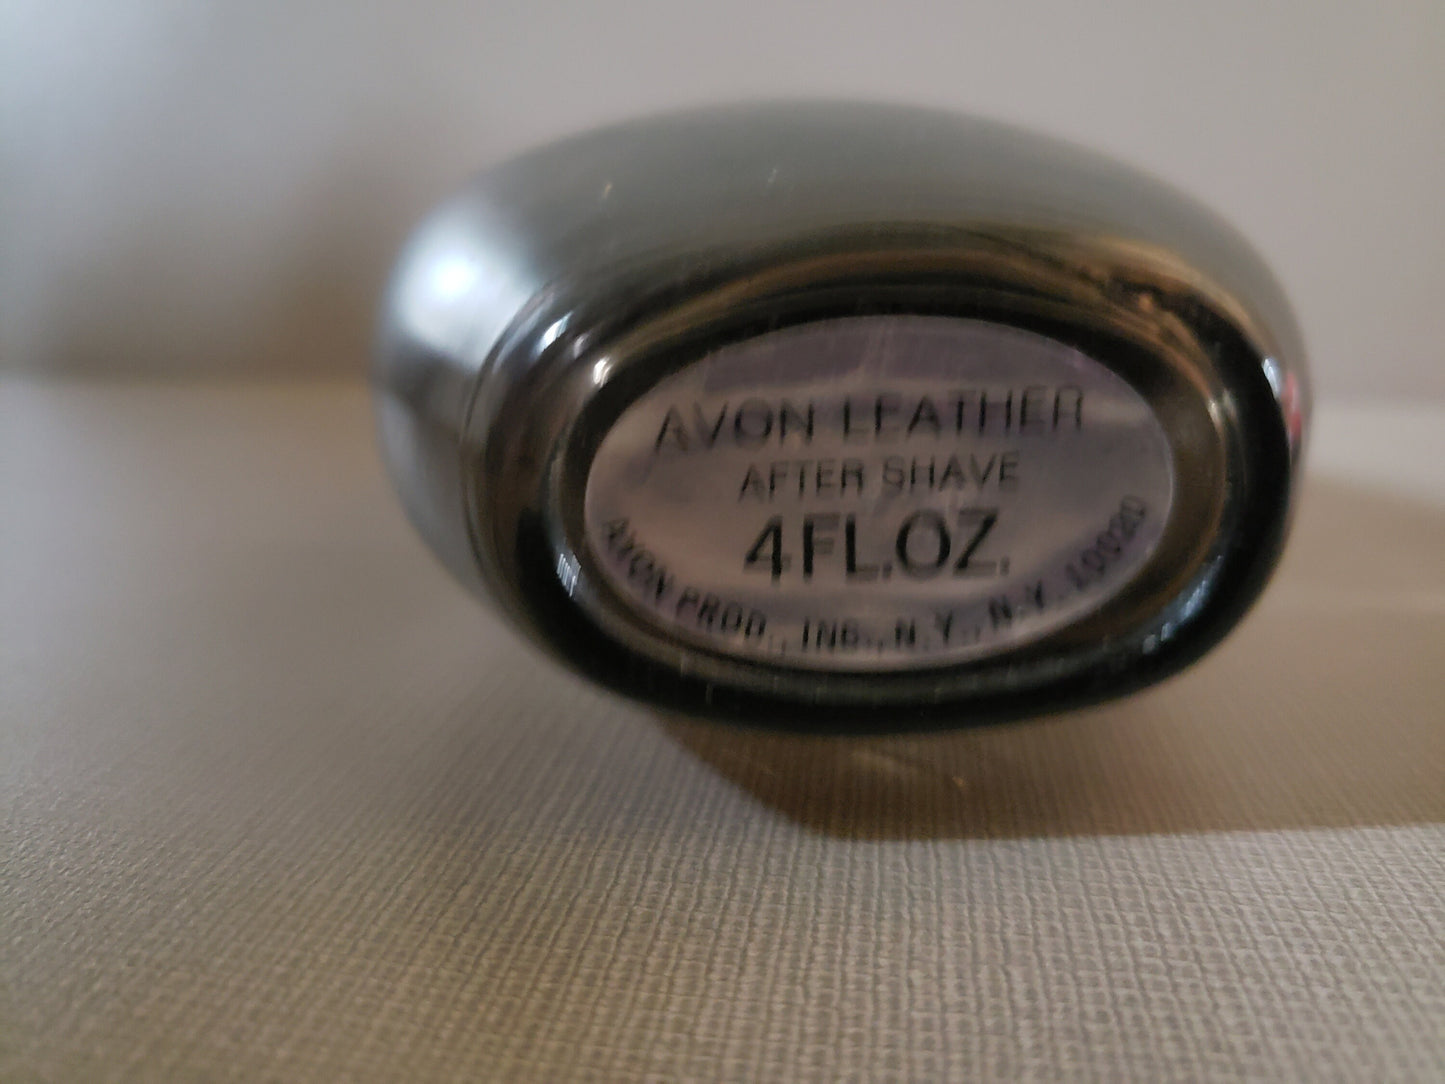 AVON LEATHER
AFTER SHAVE
4FL.OZ.
AVON PROD., INC., N.Y., N.Y. 10020